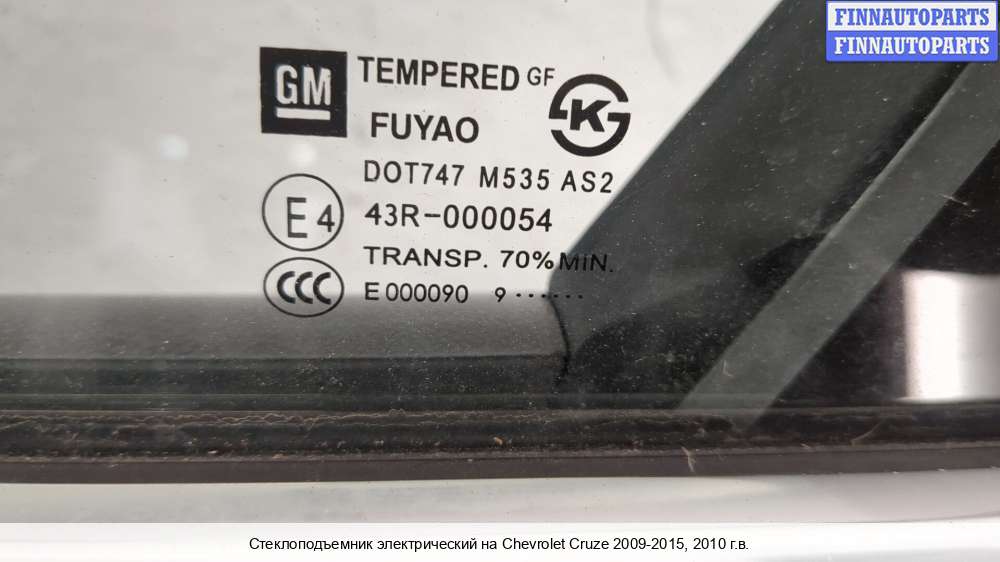 FINNAUTOPARTS
FINNAUTOPARTS
GM
TEMPERED GF
FUYAO
K
DOT747 M535 AS2
E4
43R-000054
TRANSP. 70% MIN.
CCC
E 000090 9 ......
Стеклоподъемник электрический на Chevrolet Cruze 2009-2015, 2010 г.в.